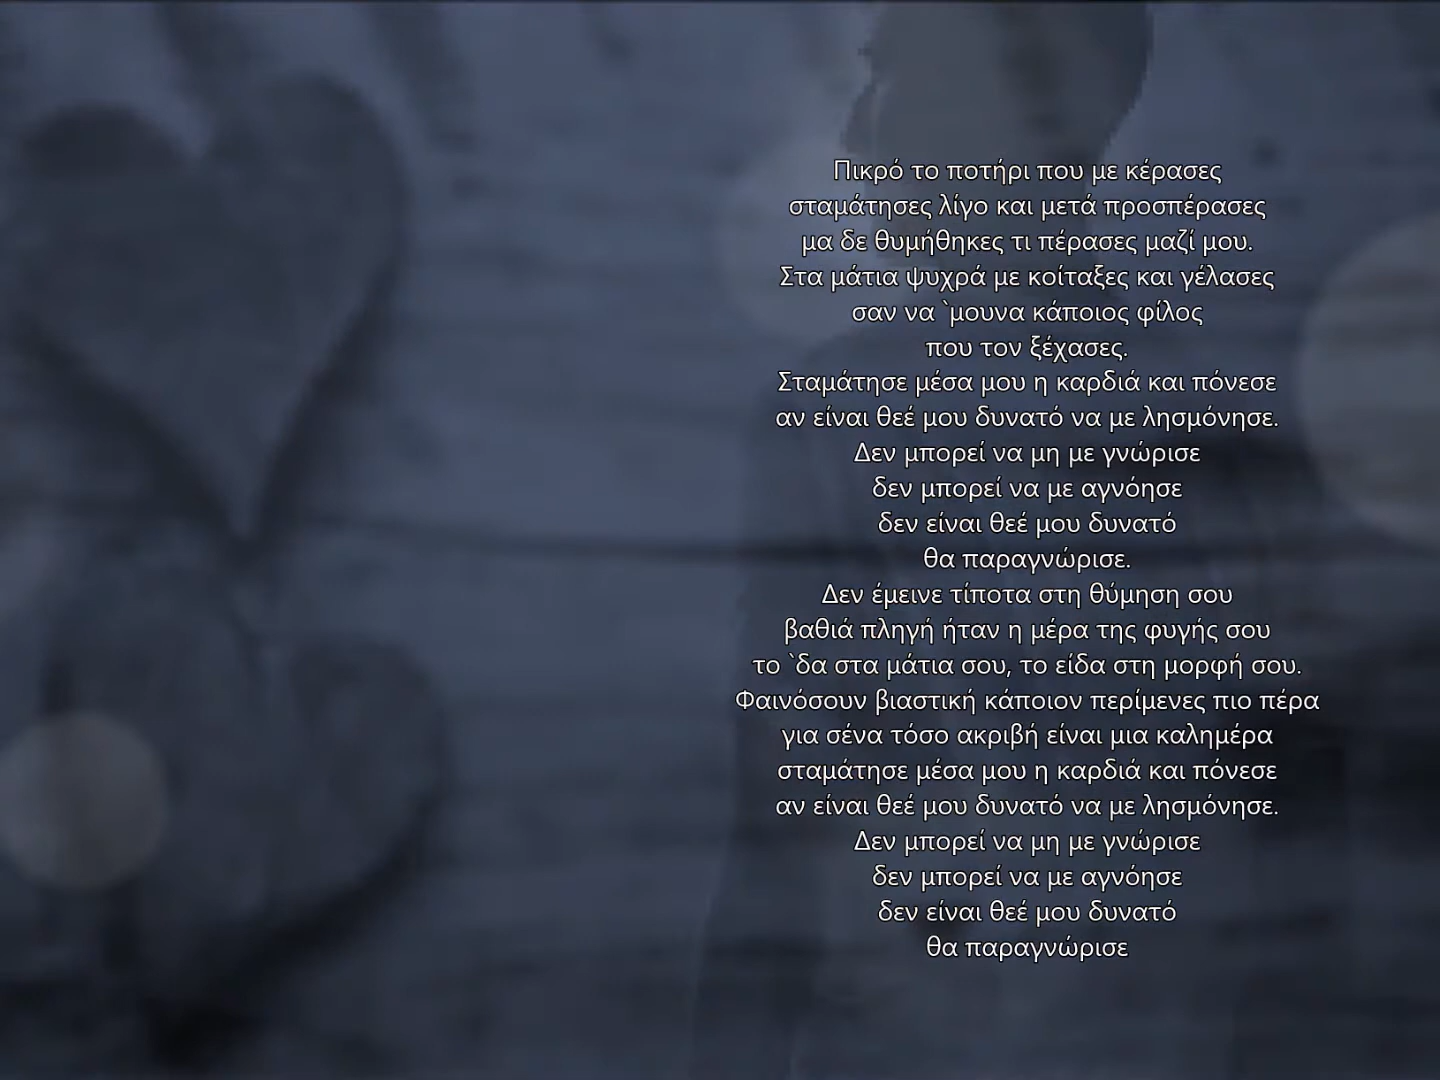 Πικρό το ποτήρι που με κέρασες
σταμάτησες λίγο και μετά προσπέρασες
μα δε θυμήθηκες τι πέρασες μαζί μου.
Στα μάτια ψυχρά με κοίταξες και γέλασες
σαν να `μουνα κάποιος φίλος
που τον ξέχασες.
Σταμάτησε μέσα μου η καρδιά και πόνεσε
αν είναι θεέ μου δυνατό να με λησμόνησε.
Δεν μπορεί να μη με γνώρισε
δεν μπορεί να με αγνόησε
δεν είναι θεέ μου δυνατό
θα παραγνώρισε.
Δεν έμεινε τίποτα στη θύμηση σου
βαθιά πληγή ήταν η μέρα της φυγής σου
το `δα στα μάτια σου, το είδα στη μορφή σου.
Φαινόσουν βιαστική κάποιον περίμενες πιο πέρα
για σένα τόσο ακριβή είναι μια καλημέρα
σταμάτησε μέσα μου η καρδιά και πόνεσε
αν είναι θεέ μου δυνατό να με λησμόνησε.
Δεν μπορεί να μη με γνώρισε
δεν μπορεί να με αγνόησε
δεν είναι θεέ μου δυνατό
θα παραγνώρισε